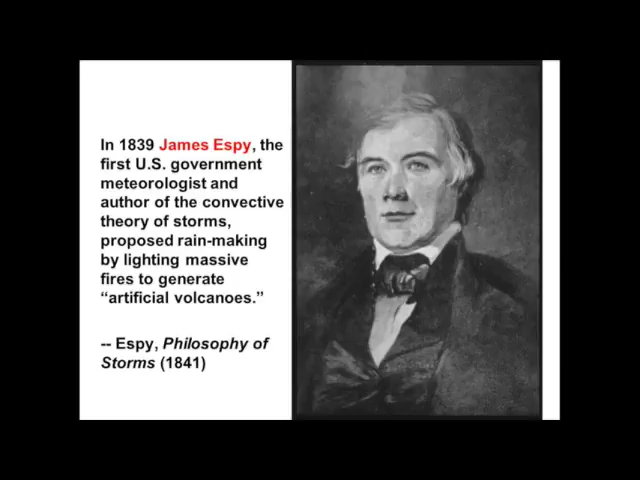 In 1839 James Espy, the
first U.S. government
meteorologist and
author of the convective
theory of storms,
proposed rain-making
by lighting massive
fires to generate
“artificial volcanoes.”
-- Espy, Philosophy of
Storms (1841)